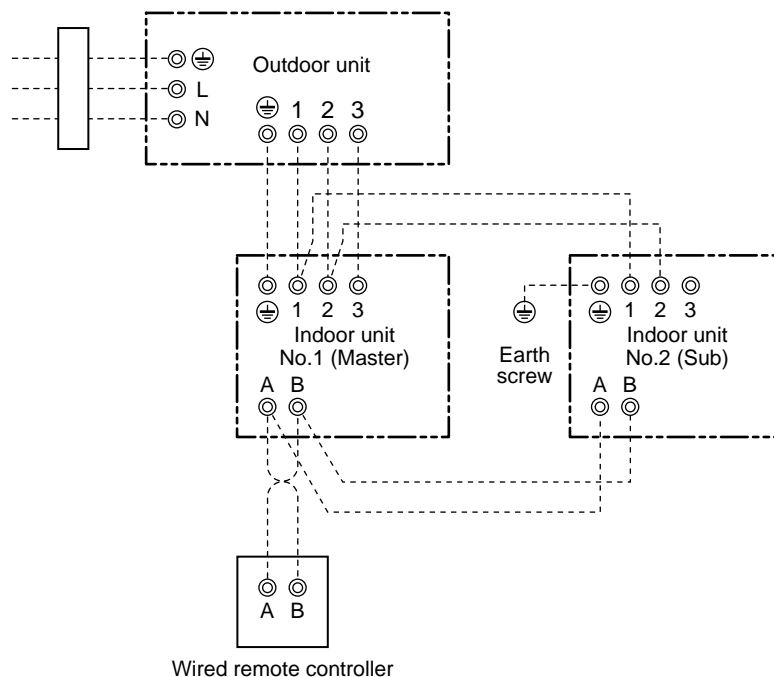 Outdoor unit
L
N
1 2 3
1 2 3
Indoor unit
No.1 (Master)
A B
Earth
screw
1 2 3
Indoor unit
No.2 (Sub)
A B
A B
Wired remote controller